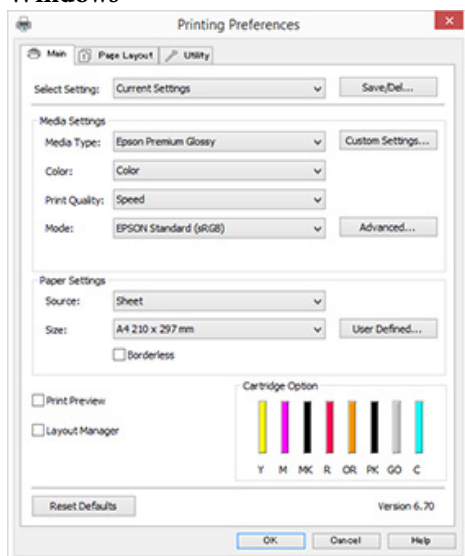 Windows
Printing Preferences
Main Page Layout Utility
Select Setting: Current Settings Save/Del...
Media Settings
Media Type: Epson Premium Glossy Custom Settings...
Color: Color
Print Quality: Speed
Mode: EPSON Standard (sRGB) Advanced...
Paper Settings
Source: Sheet
Size: A4 210 x 297 mm User Defined...
Borderless
Print Preview
Layout Manager
Cartridge Option
Y M MK R OR PK GO C
Reset Defaults Version 6.70
OK Cancel Help